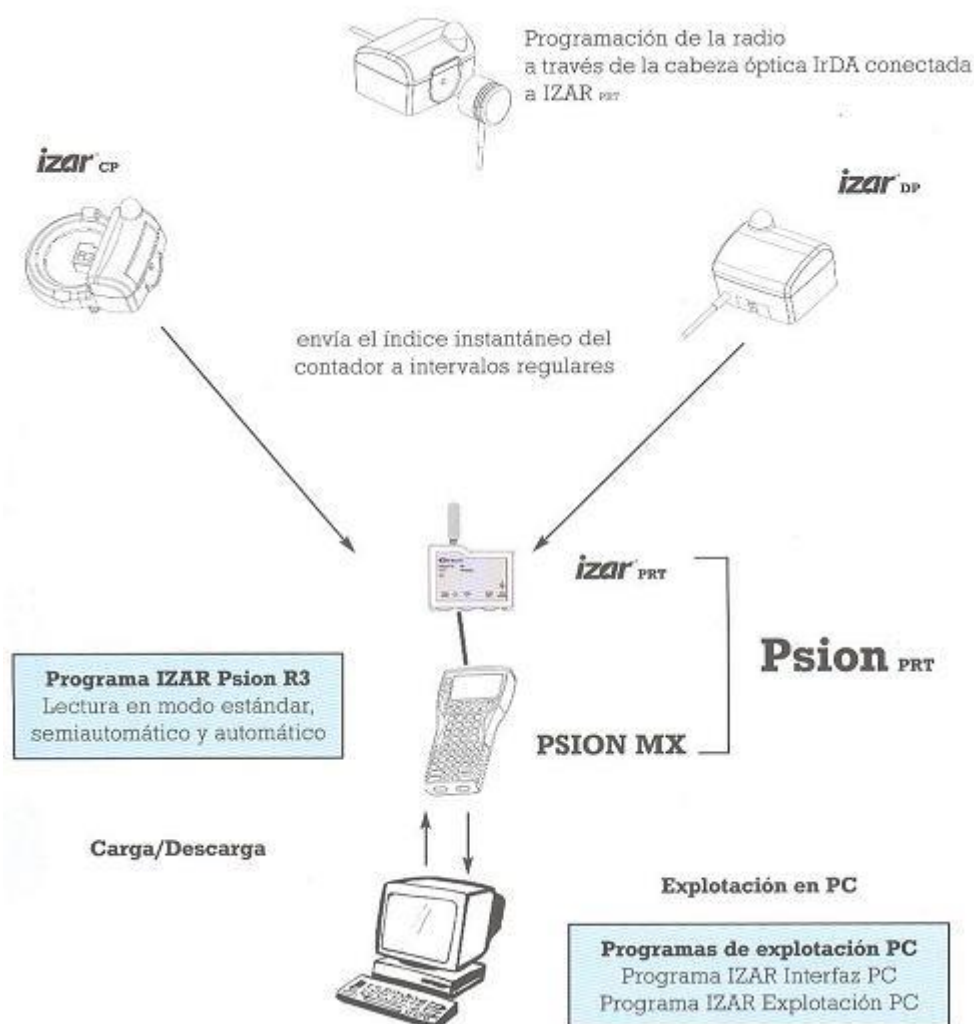 Programación de la radio
a través de la cabeza óptica IrDA conectada
a IZAR PRT
izar CP
izar DP
envía el índice instantáneo del
contador a intervalos regulares
izar PRT
Psion PRT
Programa IZAR Psion R3
Lectura en modo estándar,
semiautomático y automático
PSION MX
Carga/Descarga
Explotación en PC
Programas de explotación PC
Programa IZAR Interfaz PC
Programa IZAR Explotación PC